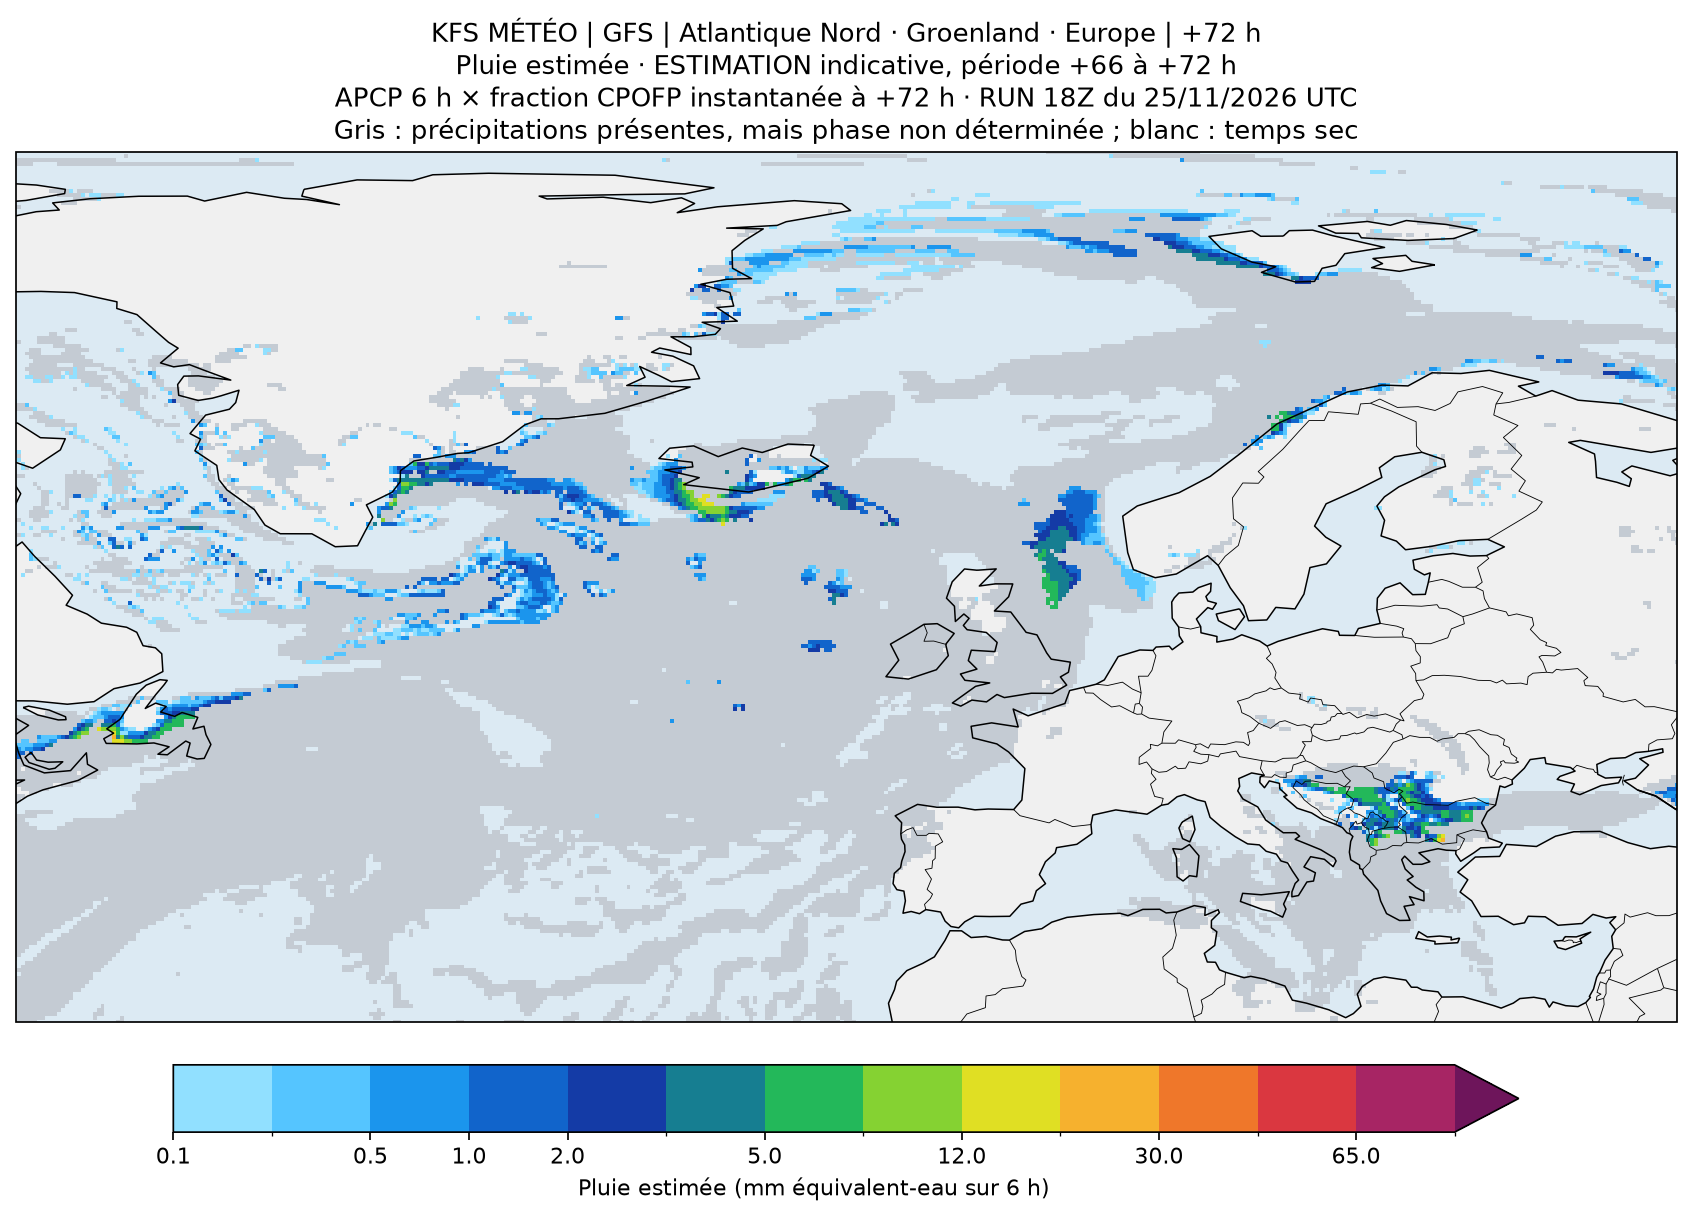 KFS MÉTÉO | GFS | Atlantique Nord · Groenland · Europe | +72 h
Pluie estimée · ESTIMATION indicative, période +66 à +72 h
APCP 6 h × fraction CPOFP instantanée à +72 h · RUN 18Z du 25/11/2026 UTC
Gris : précipitations présentes, mais phase non déterminée ; blanc : temps sec
0.1 0.5 1.0 2.0 5.0 12.0 30.0 65.0
Pluie estimée (mm équivalent-eau sur 6 h)